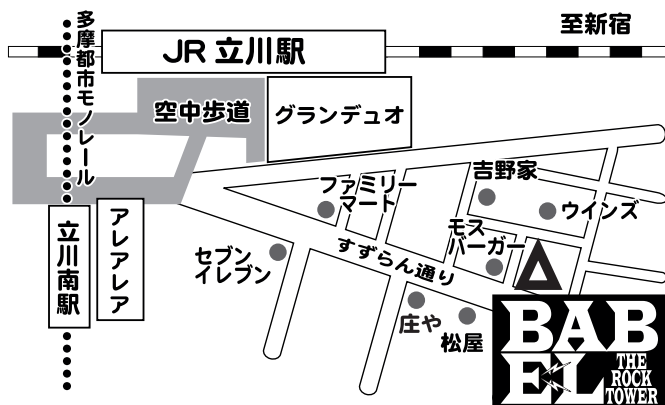 至新宿
多摩都市モノレール
JR 立川駅
空中歩道
グランデュオ
吉野家
ファミリー
マート
ウインズ
モス
バーガー
アレアレア
立川南駅
すずらん通り
セブン
イレブン
庄や
松屋
BAB
EL
THE
ROCK
TOWER